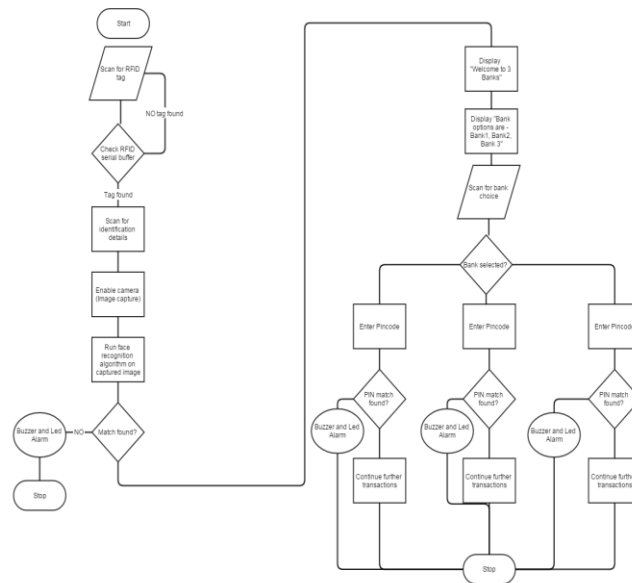 Start
Scan for RFID
tag
NO tag found
Check RFID
serial buffer
Tag found
Scan for
identification
details
Enable camera
(Image capture)
Run face
recognition
algorithm on
captured image
Match found?
NO
Buzzer and Led
Alarm
Stop
Display
"Welcome to 3
Banks"
Display "Bank
options are -
Bank1, Bank2,
Bank 3"
Scan for bank
choice
Bank selected?
Enter Pincode
Enter Pincode
Enter Pincode
PIN match
found?
PIN match
found?
PIN match
found?
Buzzer and Led
Alarm
Buzzer and Led
Alarm
Buzzer and Led
Alarm
Continue further
transactions
Continue further
transactions
Continue further
transactions
Stop